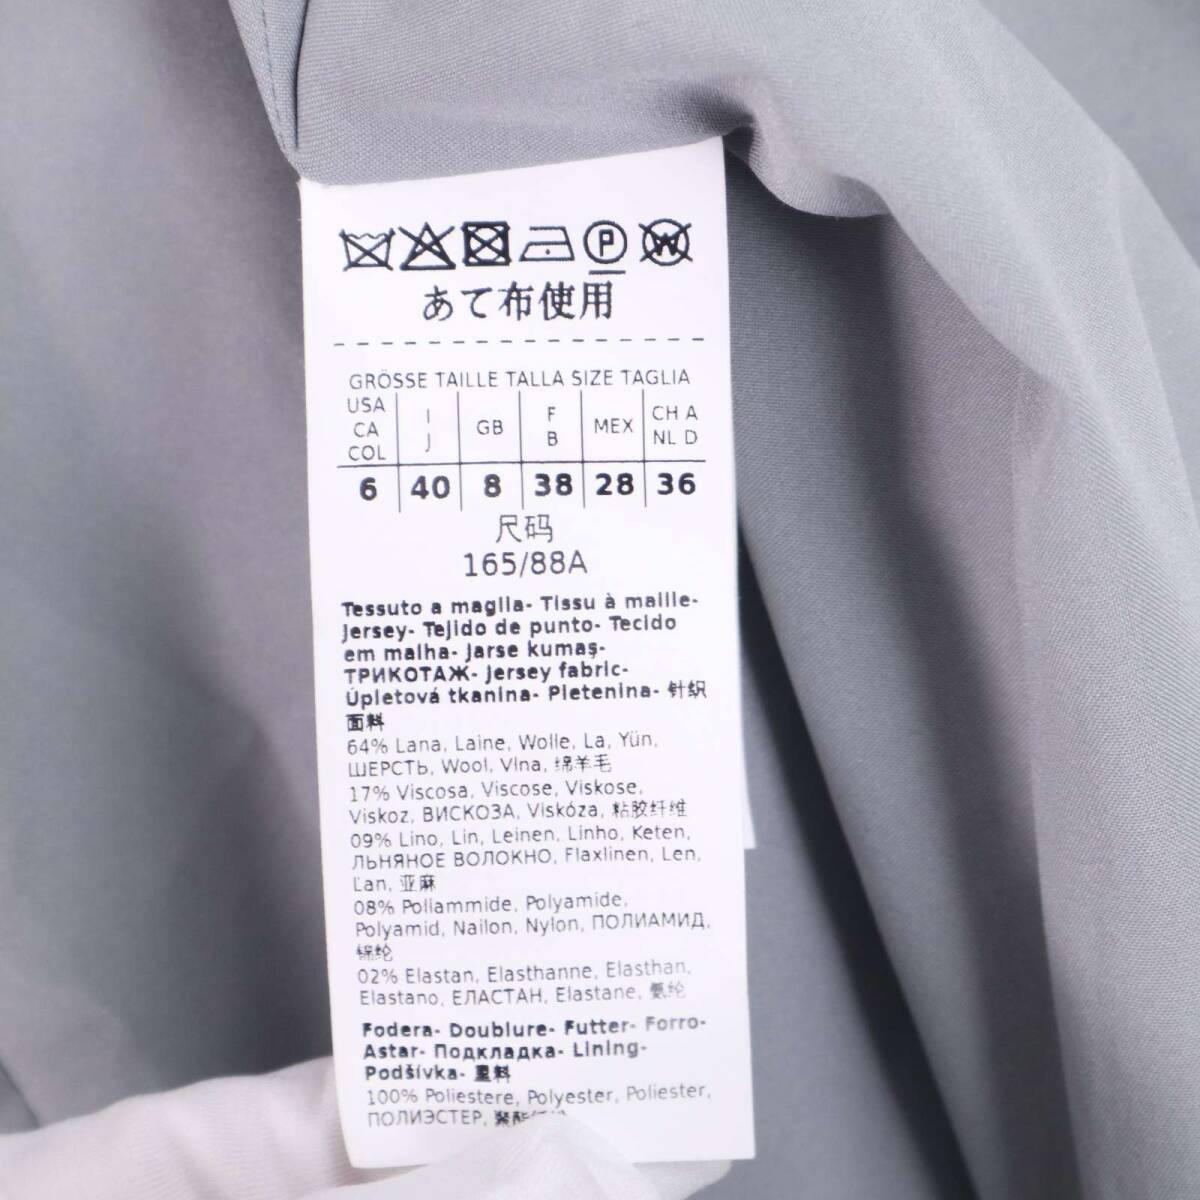 P W
あて布使用
GRÖSSE TAILLE TALLA SIZE TAGLIA
USA CA COL I J GB F B MEX CH A NL D
6 40 8 38 28 36
尺码
165/88A
Tessuto a maglia- Tissu à maille-
Jersey- Tejido de punto- Tecido
em malha- Jarse kumaş-
ТРИКОТАЖ- Jersey fabric-
Úpletová tkanina- Pletenina- 针织
面料
64% Lana, Laine, Wolle, La, Yün,
ШЕРСТЬ, Wool, Vlna, 绵羊毛
17% Viscosa, Viscose, Viskose,
Viskoz, ВИСКОЗА, Viskóza, 粘胶纤维
09% Lino, Lin, Leinen, Linho, Keten,
ЛЬНЯНОЕ ВОЛОКНО, Flaxlinen, Len,
Ľan, 亚麻
08% Poliammide, Polyamide,
Polyamid, Nailon, Nylon, ПОЛИАМИД,
锦纶
02% Elastan, Elasthanne, Elasthan,
Elastano, ЕЛАСТАН, Elastane, 氨纶
Fodera- Doublure- Futter- Forro-
Astar- Подкладка- Lining-
Podšívka- 里料
100% Poliestere, Polyester, Poliester,
ПОЛИЭСТЕР,